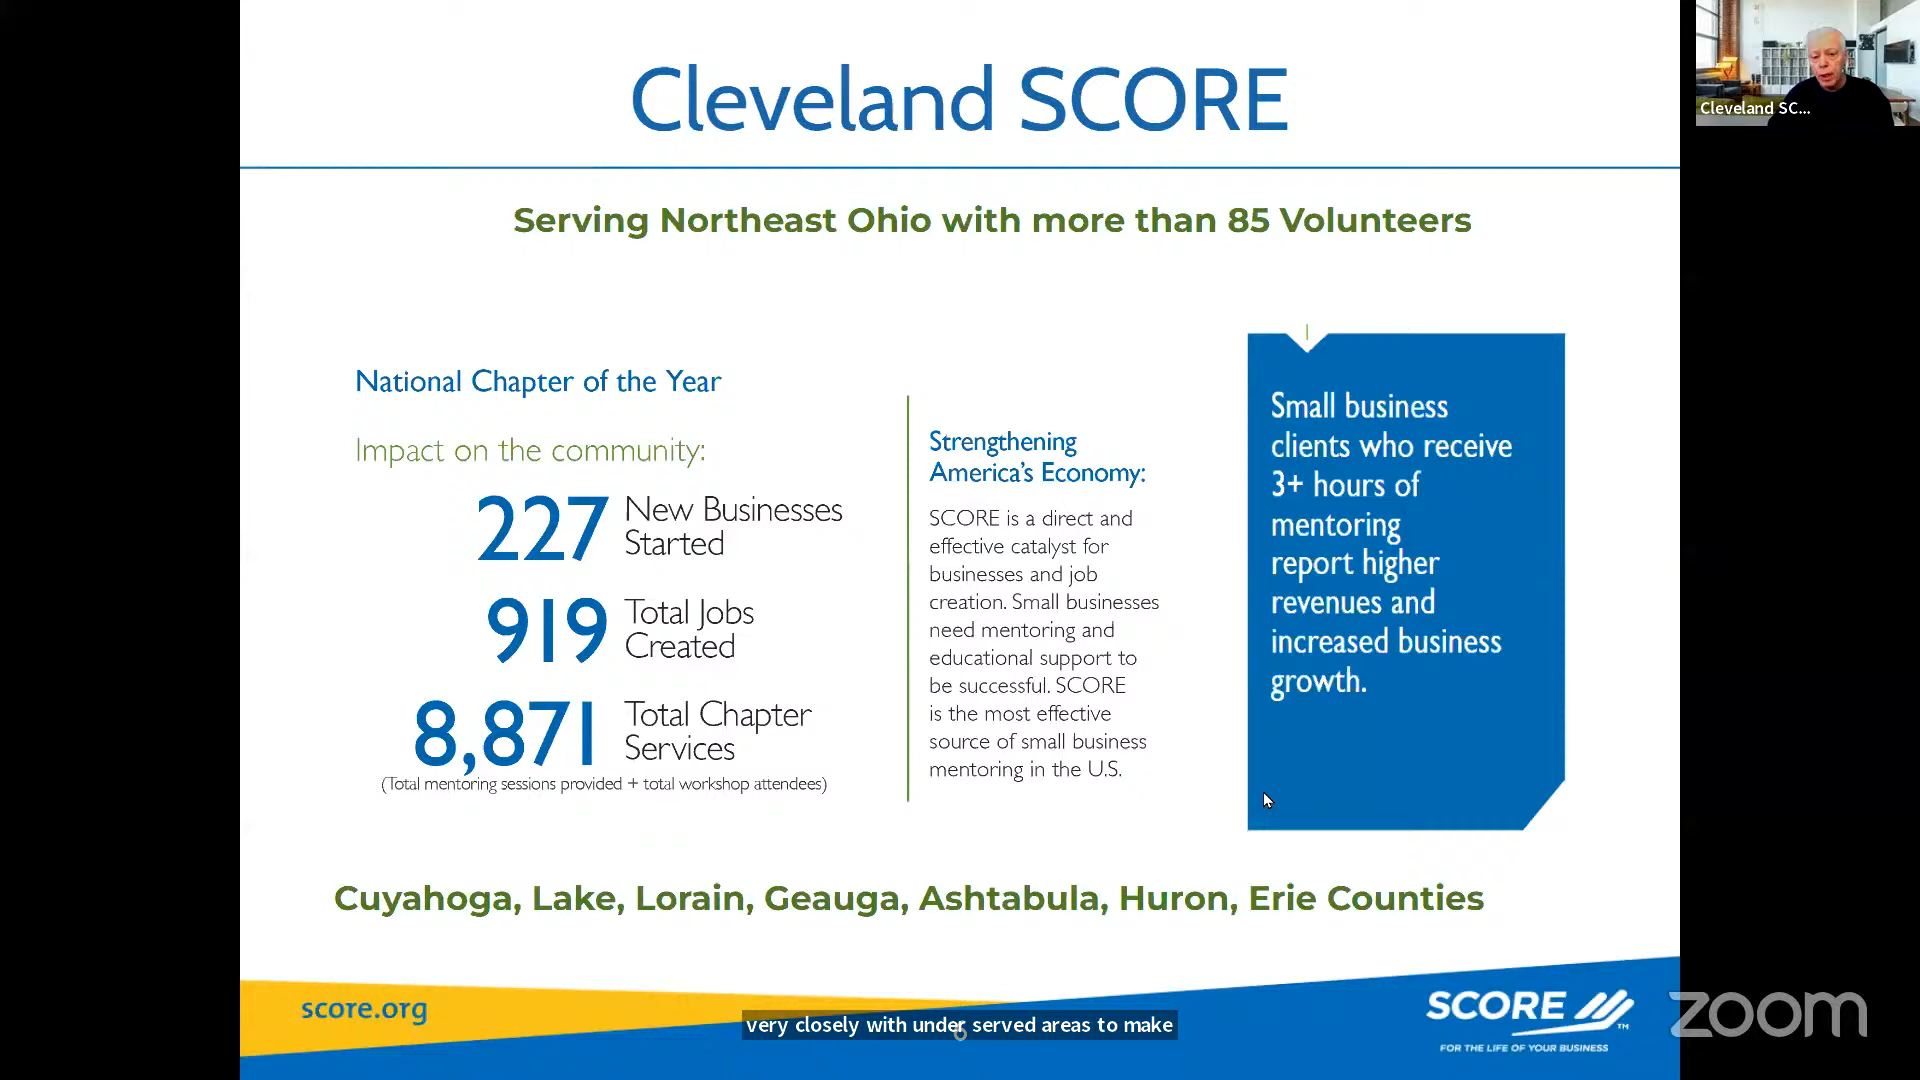 Cleveland SCORE
Cleveland SC...
Serving Northeast Ohio with more than 85 Volunteers
National Chapter of the Year
Impact on the community:
227 New Businesses
Started
919 Total Jobs
Created
8,871 Total Chapter
Services
(Total mentoring sessions provided + total workshop attendees)
Strengthening
America's Economy:
SCORE is a direct and
effective catalyst for
businesses and job
creation. Small businesses
need mentoring and
educational support to
be successful. SCORE
is the most effective
source of small business
mentoring in the U.S.
Small business
clients who receive
3+ hours of
mentoring
report higher
revenues and
increased business
growth.
Cuyahoga, Lake, Lorain, Geauga, Ashtabula, Huron, Erie Counties
score.org
very closely with under served areas to make
SCORE
TM
FOR THE LIFE OF YOUR BUSINESS
zoom